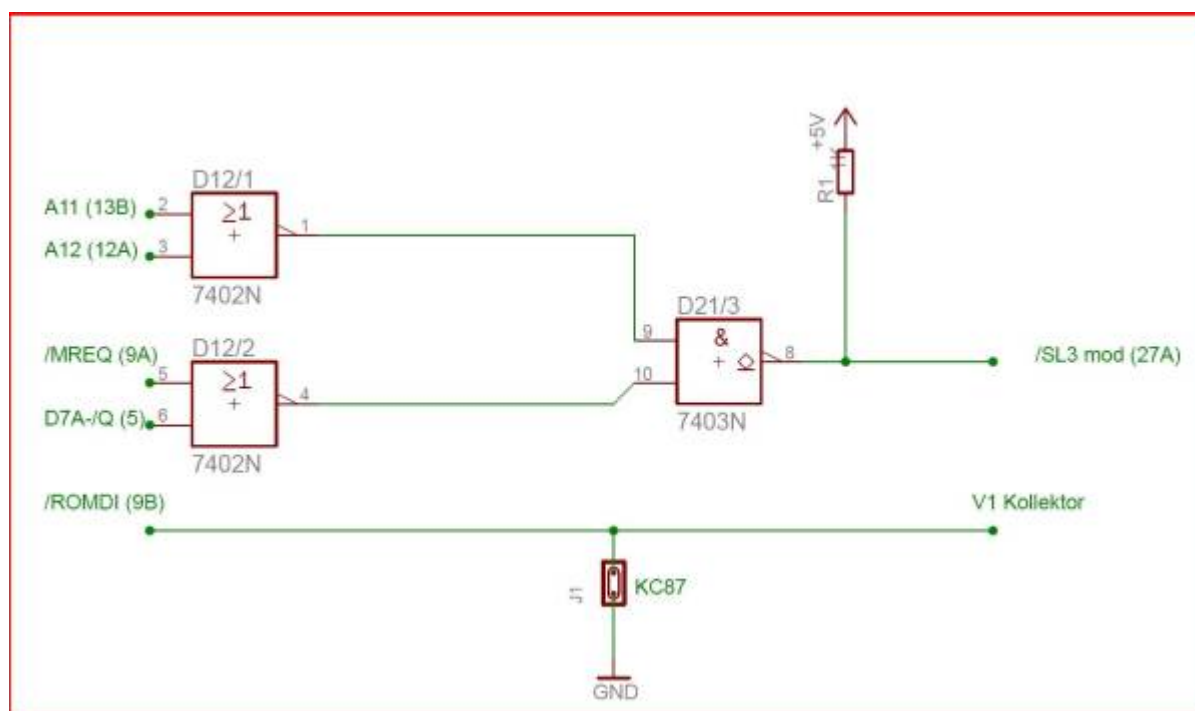 +5V
R1 1K
D12/1
A11 (13B) 2
≥1
+
1
A12 (12A) 3
7402N
D21/3
9
&
+
8
10
7403N
/SL3 mod (27A)
D12/2
/MREQ (9A)
5
≥1
+
4
D7A-/Q (5) 6
7402N
/ROMDI (9B)
V1 Kollektor
J1
KC87
GND